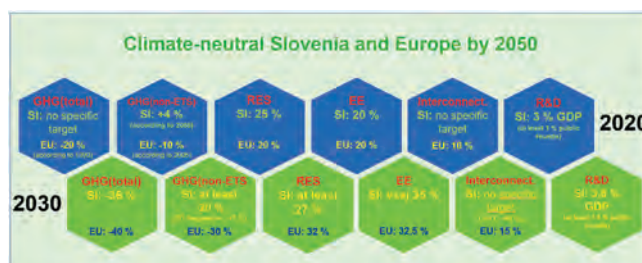 Climate-neutral Slovenia and Europe by 2050
GHG(total)
SI: no specific
target
EU: -20 %
GHG(non-ETS)
SI: +4 %
EU: -10 %
RES
SI: 25 %
EU: 20 %
EE
SI: 20 %
EU: 20 %
Interconnect.
SI: no specific
target
EU: 10 %
R&D
SI: 3 % GDP
2020
2030
GHG(total)
SI: -36 %
EU: -40 %
GHG(non-ETS
SI: at least
20 %
EU: -30 %
RES
SI: at least
27 %
EU: 32 %
EE
SI: 35 %
EU: 32.5 %
Interconnect.
SI: no specific
target
EU: 15 %
R&D
GDP